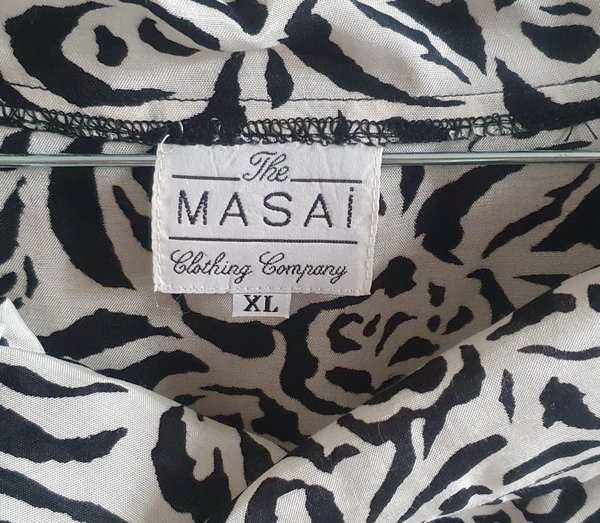 The
MASAi
Clothing Company
XL